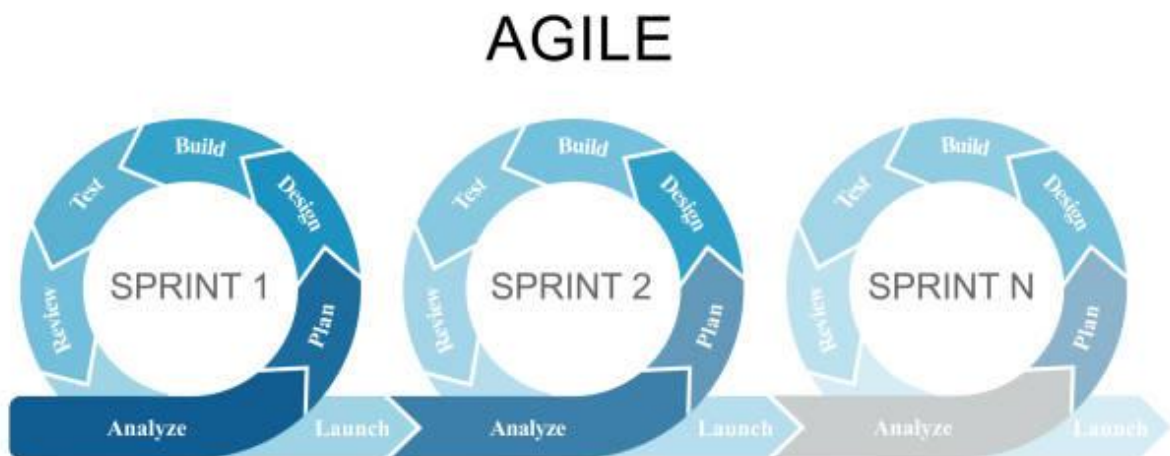 AGILE
Build
Test
Design
SPRINT 1
Review
Plan
Analyze
Launch
Build
Test
Design
SPRINT 2
Review
Plan
Analyze
Launch
Build
Test
Design
SPRINT N
Review
Plan
Analyze
Launch